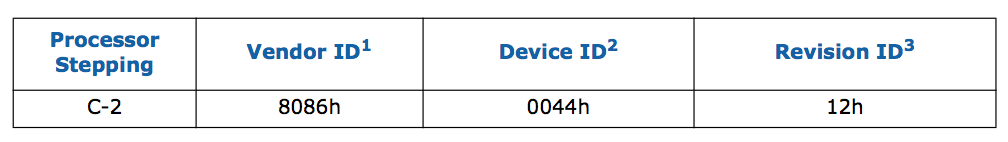 Processor
Stepping
Vendor ID1
Device ID2
Revision ID3
C-2
8086h
0044h
12h